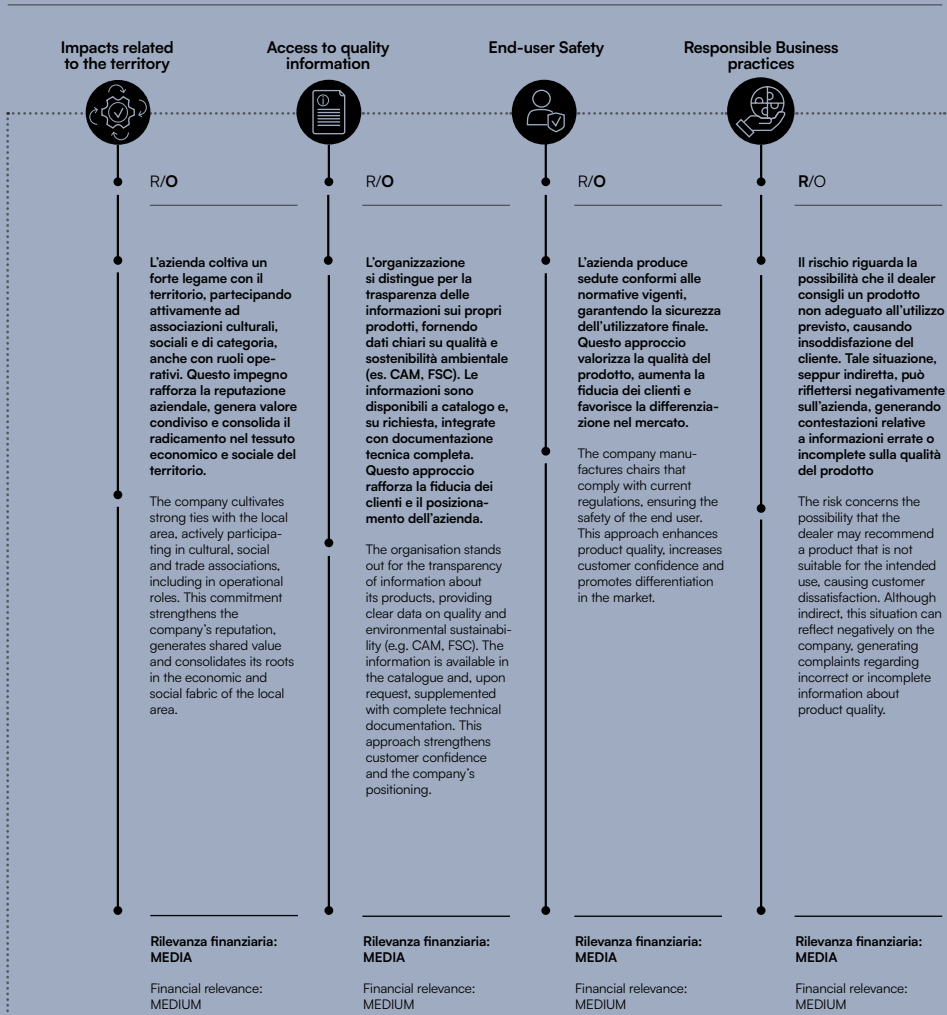 Impacts related
to the territory
R/O
L'azienda coltiva un
forte legame con il
territorio, partecipando
attivamente ad
associazioni culturali,
sociali e di categoria,
anche con ruoli ope-
rativi. Questo impegno
rafforza la reputazione
aziendale, genera valore
condiviso e consolida il
radicamento nel tessuto
economico e sociale del
territorio.
The company cultivates
strong ties with the local
area, actively participa-
ting in cultural, social
and trade associations,
including in operational
roles. This commitment
strengthens the
company's reputation,
generates shared value
and consolidates its roots
in the economic and
social fabric of the local
area.
Rilevanza finanziaria:
MEDIA
Financial relevance:
MEDIUM
Access to quality
information
R/O
L'organizzazione
si distingue per la
trasparenza delle
informazioni sui propri
prodotti, fornendo
dati chiari su qualità e
sostenibilità ambientale
(es. CAM, FSC). Le
informazioni sono
disponibili a catalogo e,
su richiesta, integrate
con documentazione
tecnica completa.
Questo approccio
rafforza la fiducia dei
clienti e il posiziona-
mento dell'azienda.
The organisation stands
out for the transparency
of information about
its products, providing
clear data on quality and
environmental sustainabi-
lity (e.g. CAM, FSC). The
information is available in
the catalogue and, upon
request, supplemented
with complete technical
documentation. This
approach strengthens
customer confidence
and the company's
positioning.
Rilevanza finanziaria:
MEDIA
Financial relevance:
MEDIUM
End-user Safety
R/O
L'azienda produce
sedute conformi alle
normative vigenti,
garantendo la sicurezza
dell'utilizzatore finale.
Questo approccio
valorizza la qualità del
prodotto, aumenta la
fiducia dei clienti e
favorisce la differenzia-
zione nel mercato.
The company manu-
factures chairs that
comply with current
regulations, ensuring the
safety of the end user.
This approach enhances
product quality, increases
customer confidence and
promotes differentiation
in the market.
Rilevanza finanziaria:
MEDIA
Financial relevance:
MEDIUM
Responsible Business
practices
R/O
Il rischio riguarda la
possibilità che il dealer
consigli un prodotto
non adeguato all'utilizzo
previsto, causando
insoddisfazione del
cliente. Tale situazione,
seppur indiretta, può
riflettersi negativamente
sull'azienda, generando
contestazioni relative
a informazioni errate o
incomplete sulla qualità
del prodotto
The risk concerns the
possibility that the
dealer may recommend
a product that is not
suitable for the intended
use, causing customer
dissatisfaction. Although
indirect, this situation can
reflect negatively on the
company, generating
complaints regarding
incorrect or incomplete
information about
product quality.
Rilevanza finanziaria:
MEDIA
Financial relevance:
MEDIUM